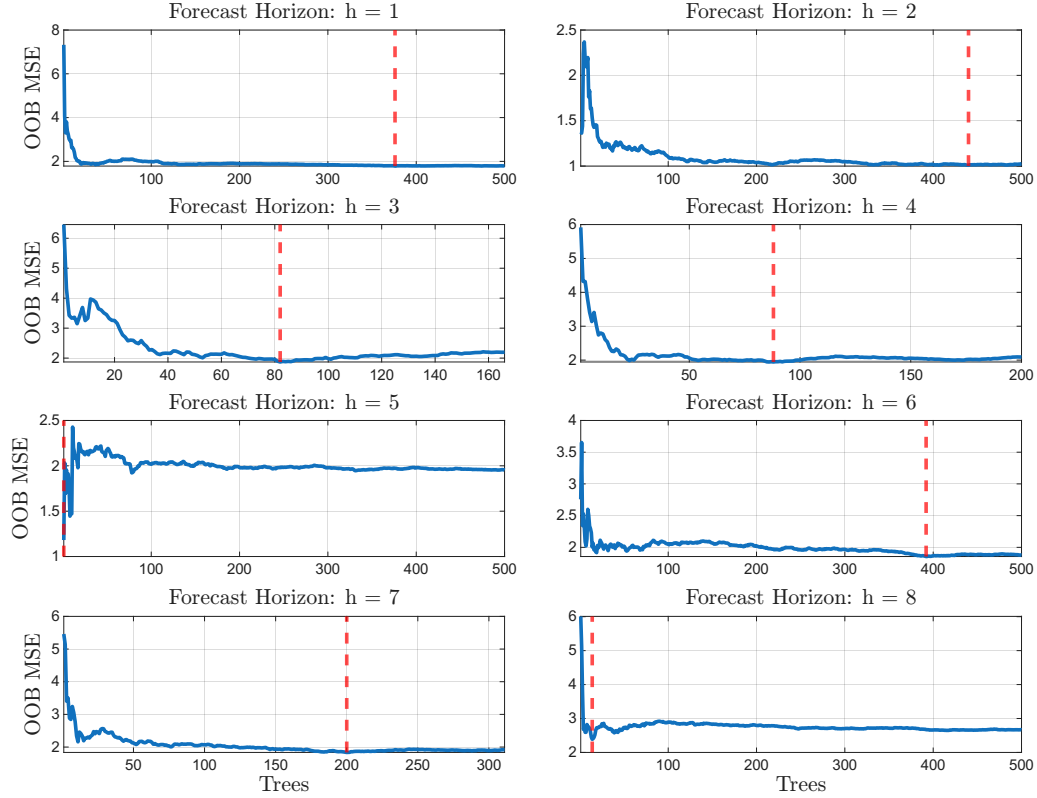 Forecast Horizon: h = 1
OOB MSE
8
6
4
2
100 200 300 400 500
Forecast Horizon: h = 2
2.5
2
1.5
1
100 200 300 400 500
Forecast Horizon: h = 3
OOB MSE
6
5
4
3
2
20 40 60 80 100 120 140 160
Forecast Horizon: h = 4
6
5
4
3
2
50 100 150 200
Forecast Horizon: h = 5
OOB MSE
2.5
2
1.5
1
100 200 300 400 500
Forecast Horizon: h = 6
4
3.5
3
2.5
2
100 200 300 400 500
Forecast Horizon: h = 7
OOB MSE
6
5
4
3
2
50 100 150 200 250 300
Trees
Forecast Horizon: h = 8
6
5
4
3
2
100 200 300 400 500
Trees